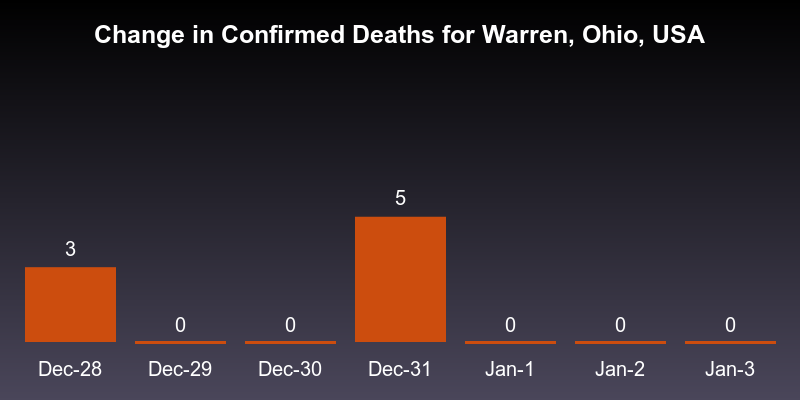 Change in Confirmed Deaths for Warren, Ohio, USA
3 0 0 5 0 0 0
Dec-28 Dec-29 Dec-30 Dec-31 Jan-1 Jan-2 Jan-3